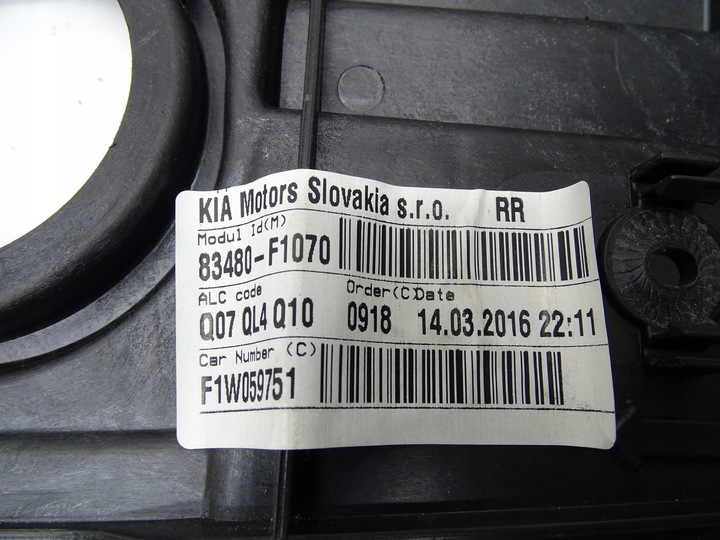 KIA Motors Slovakia s.r.o. RR
Modul Id(M)
83480-F1070
ALC code Order(C)Date
Q07 QL4 Q10 0918 14.03.2016 22:11
Car Number (C)
F1W059751